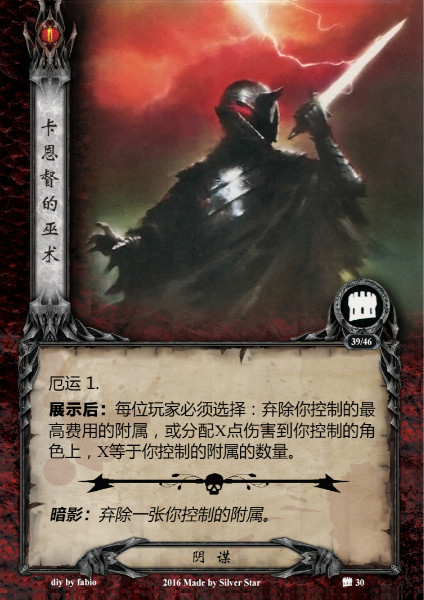 卡恩督的巫术
39/46
厄运 1.
展示后：每位玩家必须选择：弃除你控制的最
高费用的附属，或分配X点伤害到你控制的角
色上，X等于你控制的附属的数量。
暗影：弃除一张你控制的附属。
阴谋
diy by fabio
2016 Made by Silver Star
30